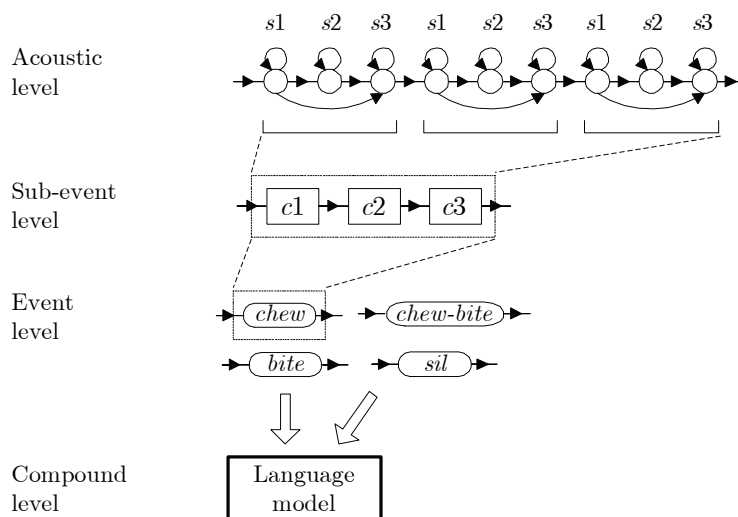 s1 s2 s3 s1 s2 s3 s1 s2 s3
Acoustic
level
Sub-event
level
c1 c2 c3
Event
level
chew chew-bite
bite sil
Compound
level
Language
model